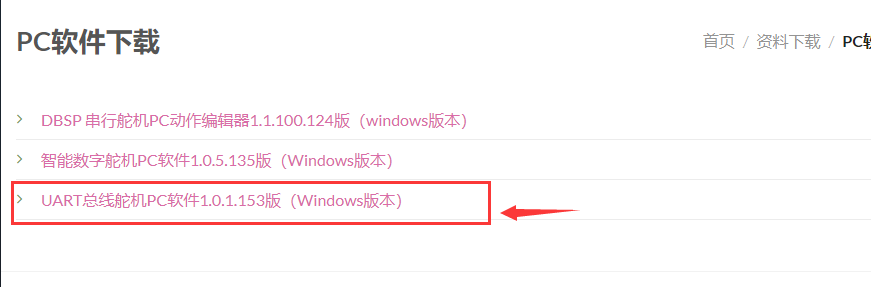 PC软件下载
首页 / 资料下载 / PC软
DBSP 串行舵机PC动作编辑器1.1.100.124版（windows版本）
智能数字舵机PC软件1.0.5.135版（Windows版本）
UART总线舵机PC软件1.0.1.153版（Windows版本）